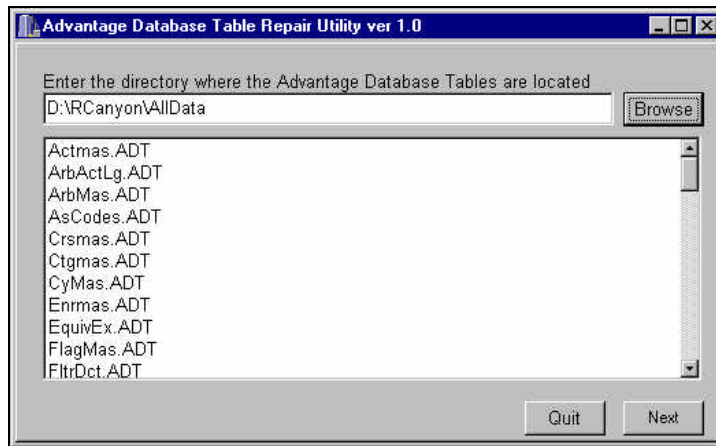 Advantage Database Table Repair Utility ver 1.0
Enter the directory where the Advantage Database Tables are located
D:\RCanyon\AllData
Browse
Actmas.ADT
ArbActLg.ADT
ArbMas.ADT
AsCodes.ADT
Crsmas.ADT
Ctgmas.ADT
CyMas.ADT
Enrmas.ADT
EquivEx.ADT
FlagMas.ADT
FltrDct.ADT
Quit
Next